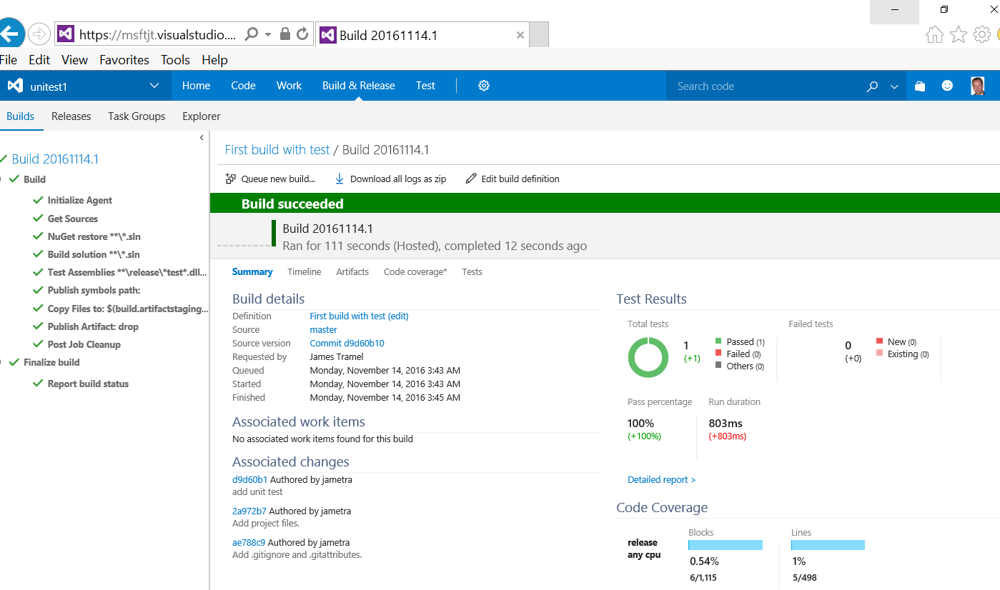 https://msftjt.visualstudio....
Build 20161114.1
File Edit View Favorites Tools Help
unitest1
Home Code Work Build & Release Test
Search code
Builds Releases Task Groups Explorer
Build 20161114.1
Build
Initialize Agent
Get Sources
NuGet restore **\*.sln
Build solution **\*.sln
Test Assemblies **\release\*test*.dll...
Publish symbols path:
Copy Files to: $(build.artifactstaging...
Publish Artifact: drop
Post Job Cleanup
Finalize build
Report build status
First build with test / Build 20161114.1
Queue new build... Download all logs as zip Edit build definition
Build succeeded
Build 20161114.1
Ran for 111 seconds (Hosted), completed 12 seconds ago
Summary Timeline Artifacts Code coverage* Tests
Build details
Definition First build with test (edit)
Source master
Source version Commit d9d60b10
Requested by James Tramel
Queued Monday, November 14, 2016 3:43 AM
Started Monday, November 14, 2016 3:43 AM
Finished Monday, November 14, 2016 3:45 AM
Associated work items
No associated work items found for this build
Associated changes
d9d60b1 Authored by jametra
add unit test
2a972b7 Authored by jametra
Add project files.
ae788c9 Authored by jametra
Add .gitignore and .gitattributes.
Test Results
Total tests
1
(+1)
Passed (1)
Failed (0)
Others (0)
Failed tests
0
(+0)
New (0)
Existing (0)
Pass percentage
100%
(+100%)
Run duration
803ms
(+803ms)
Detailed report >
Code Coverage
release
any cpu
Blocks
0.54%
6/1,115
Lines
1%
5/498